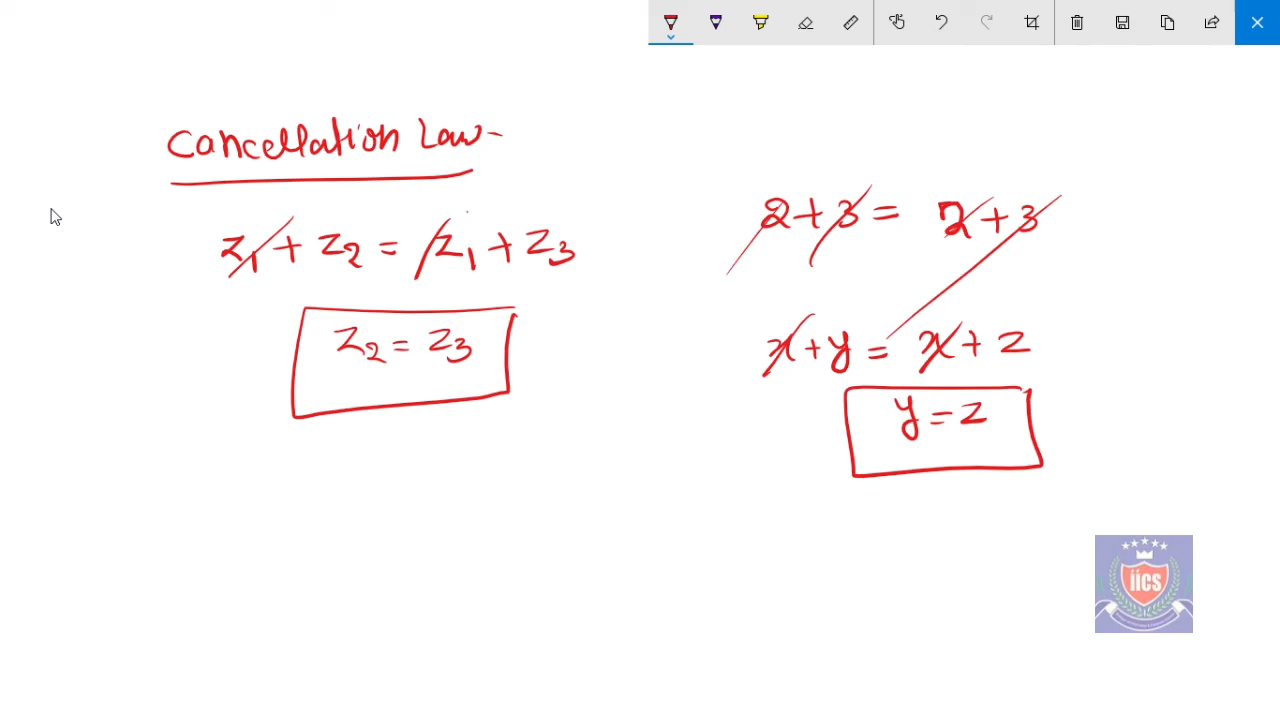 Cancellation Law-
z₁ + z₂ = z₁ + z₃
z₂ = z₃
2 + 3 = 2 + 3
x + y = x + z
y = z
iics